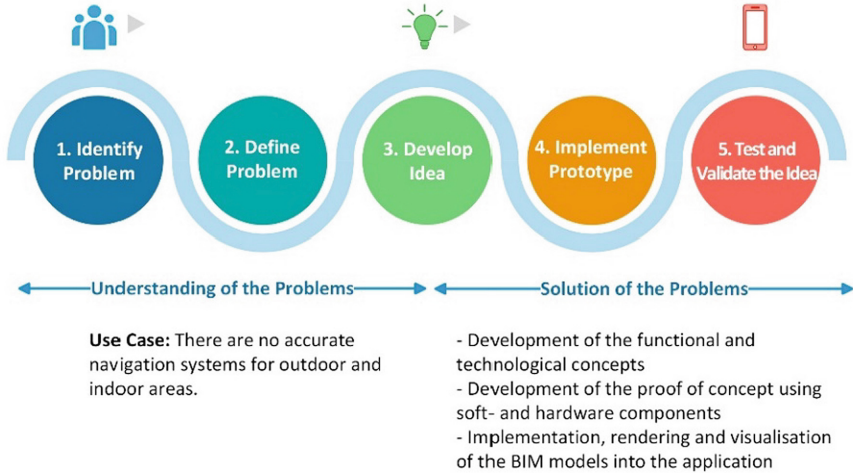 1. Identify
Problem
2. Define
Problem
3. Develop
Idea
4. Implement
Prototype
5. Test and
Validate the Idea
Understanding of the Problems
Solution of the Problems
Use Case: There are no accurate
navigation systems for outdoor and
indoor areas.
- Development of the functional and
technological concepts
- Development of the proof of concept using
soft- and hardware components
- Implementation, rendering and visualisation
of the BIM models into the application